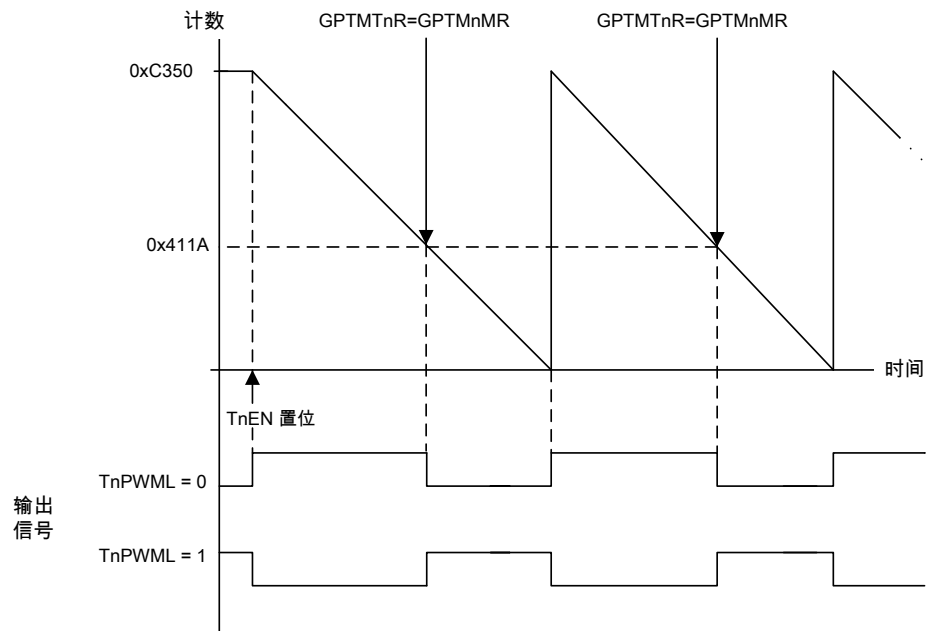 计数
GPTMTnR=GPTMnMR
GPTMTnR=GPTMnMR
0xC350
0x411A
时间
TnEN 置位
TnPWML = 0
输出
信号
TnPWML = 1